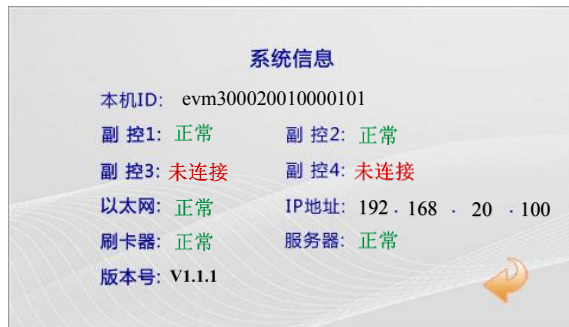 系统信息
本机ID: evm300020010000101
副 控1: 正常 副 控2: 正常
副 控3: 未连接 副 控4: 未连接
以太网: 正常 IP地址: 192 . 168 . 20 . 100
刷卡器: 正常 服务器: 正常
版本号: V1.1.1